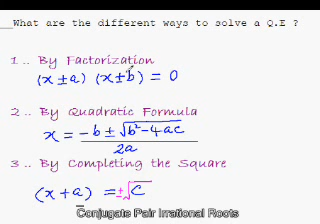 __What are the different ways to solve a Q.E ?
1 .. By Factorization
(x ± a) (x ± b) = 0
2 .. By Quadratic Formula
x = -b ± √b² - 4ac
2a
3 .. By Completing the Square
(x + a) = ± √c
Conjugate Pair Irrational Roots